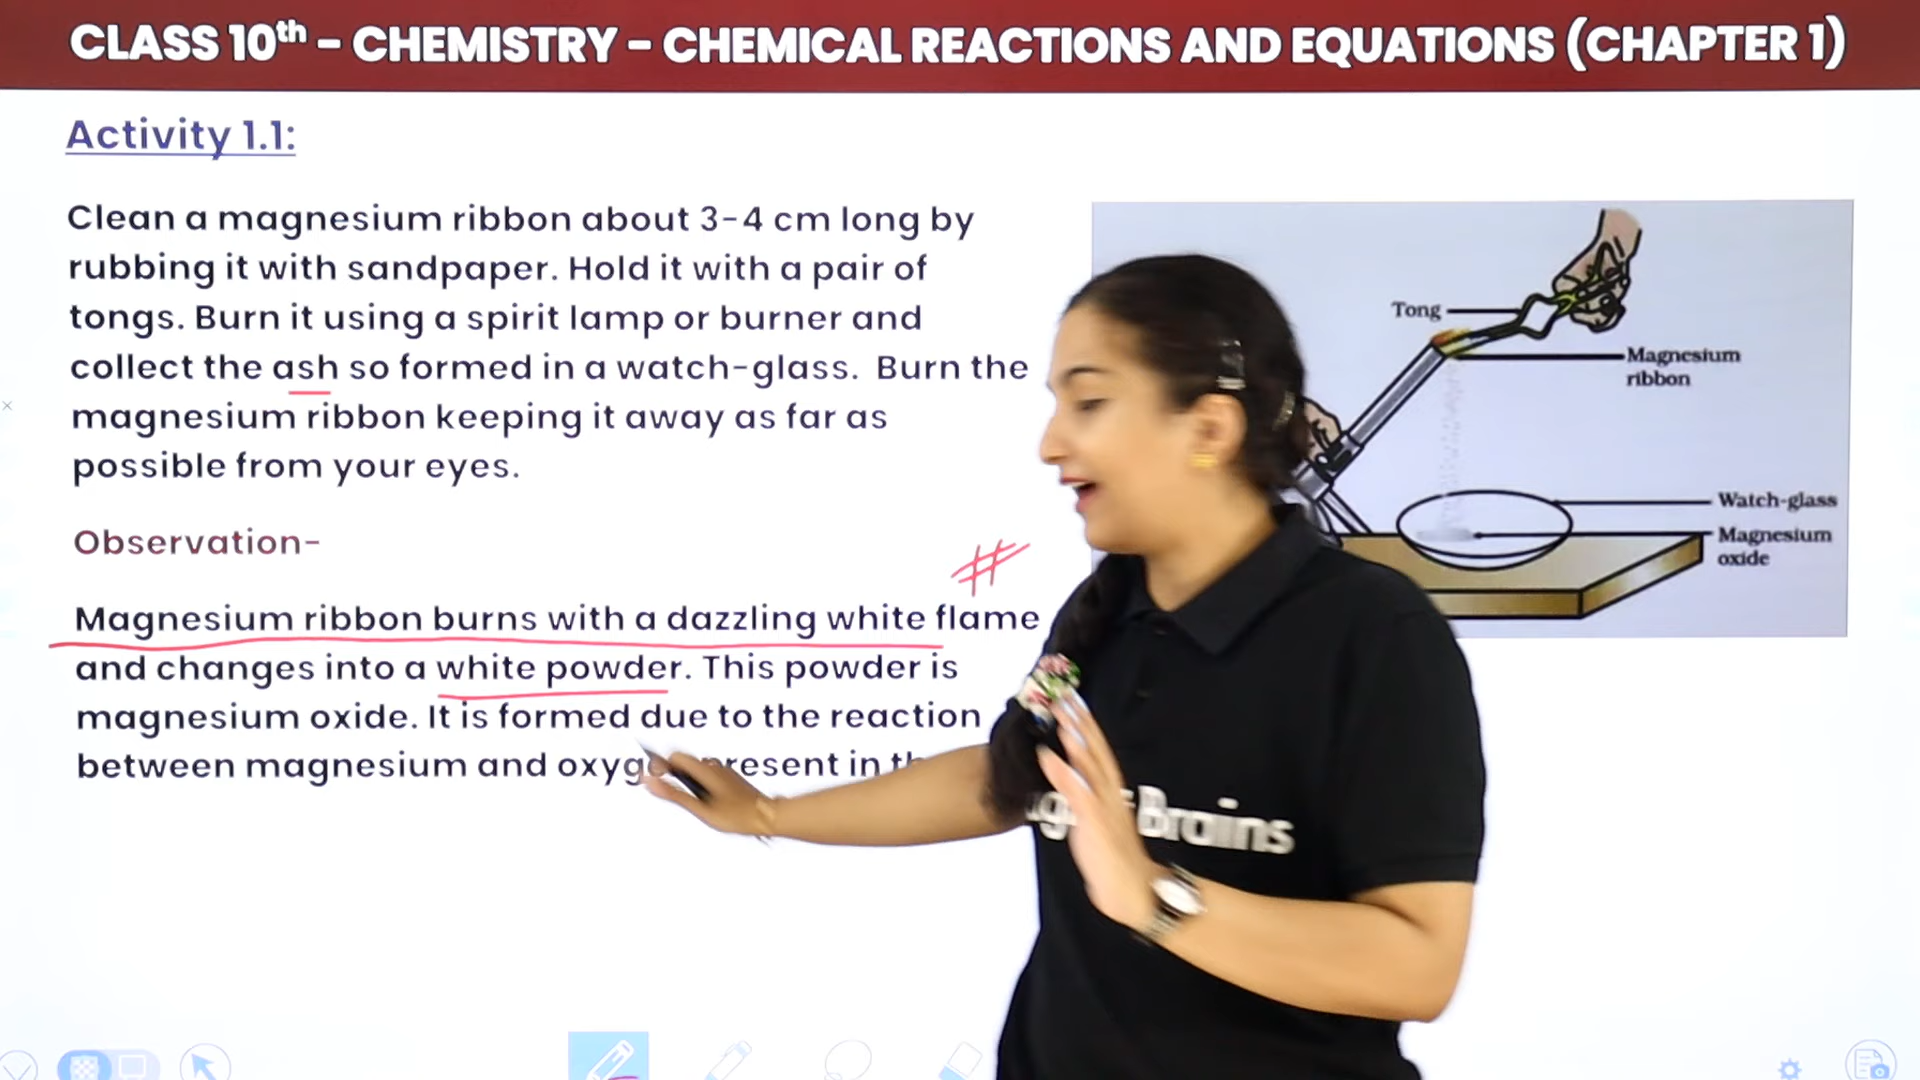 CLASS 10th - CHEMISTRY - CHEMICAL REACTIONS AND EQUATIONS (CHAPTER 1)
Activity 1.1:
Clean a magnesium ribbon about 3-4 cm long by
rubbing it with sandpaper. Hold it with a pair of
tongs. Burn it using a spirit lamp or burner and
collect the ash so formed in a watch-glass. Burn the
magnesium ribbon keeping it away as far as
possible from your eyes.
Observation-
#
Magnesium ribbon burns with a dazzling white flame
and changes into a white powder. This powder is
magnesium oxide. It is formed due to the reaction
between magnesium and present in
Tong
Magnesium
ribbon
Watch-glass
Magnesium
oxide
Brains